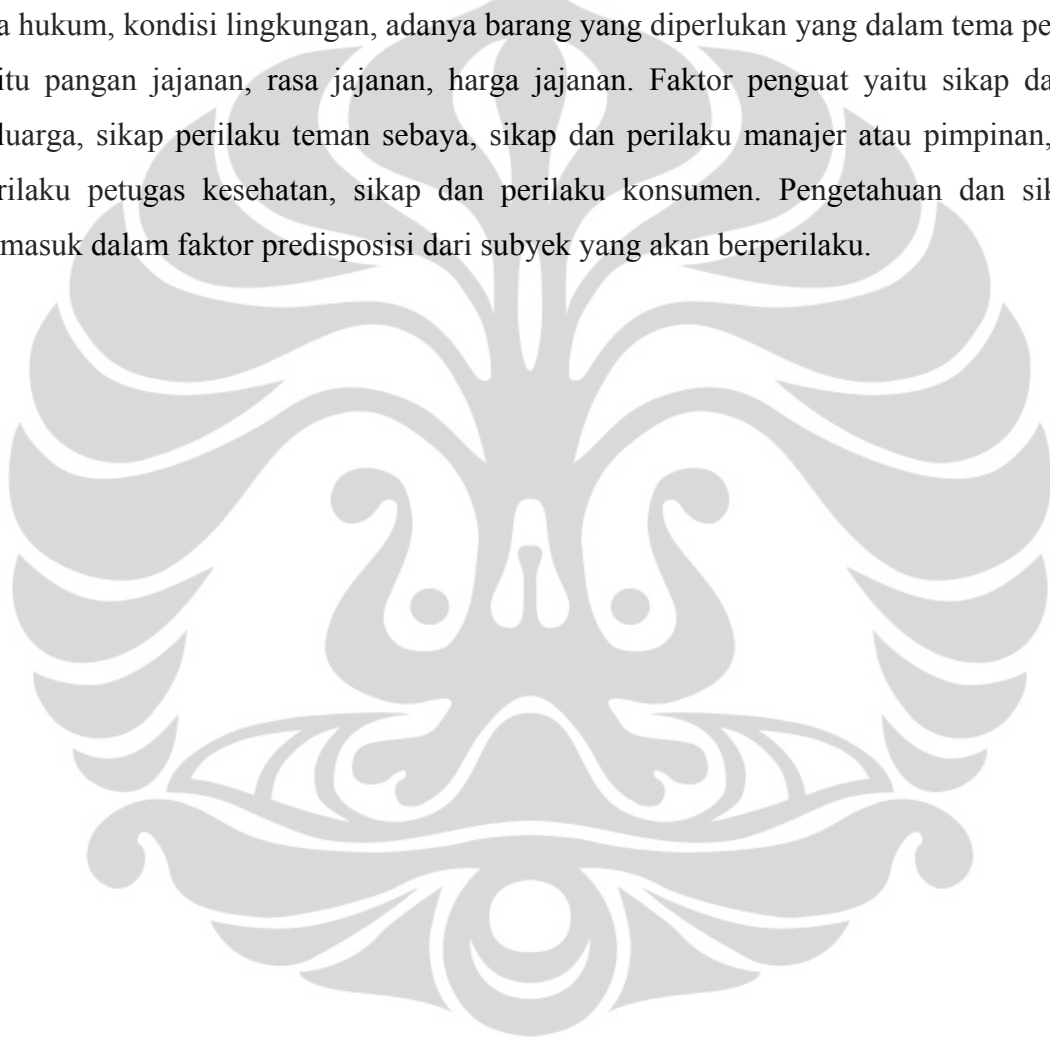 a hukum, kondisi lingkungan, adanya barang yang diperlukan yang dalam tema pe
itu pangan jajanan, rasa jajanan, harga jajanan. Faktor penguat yaitu sikap da
luarga, sikap perilaku teman sebaya, sikap dan perilaku manajer atau pimpinan,
rilaku petugas kesehatan, sikap dan perilaku konsumen. Pengetahuan dan sik
masuk dalam faktor predisposisi dari subyek yang akan berperilaku.